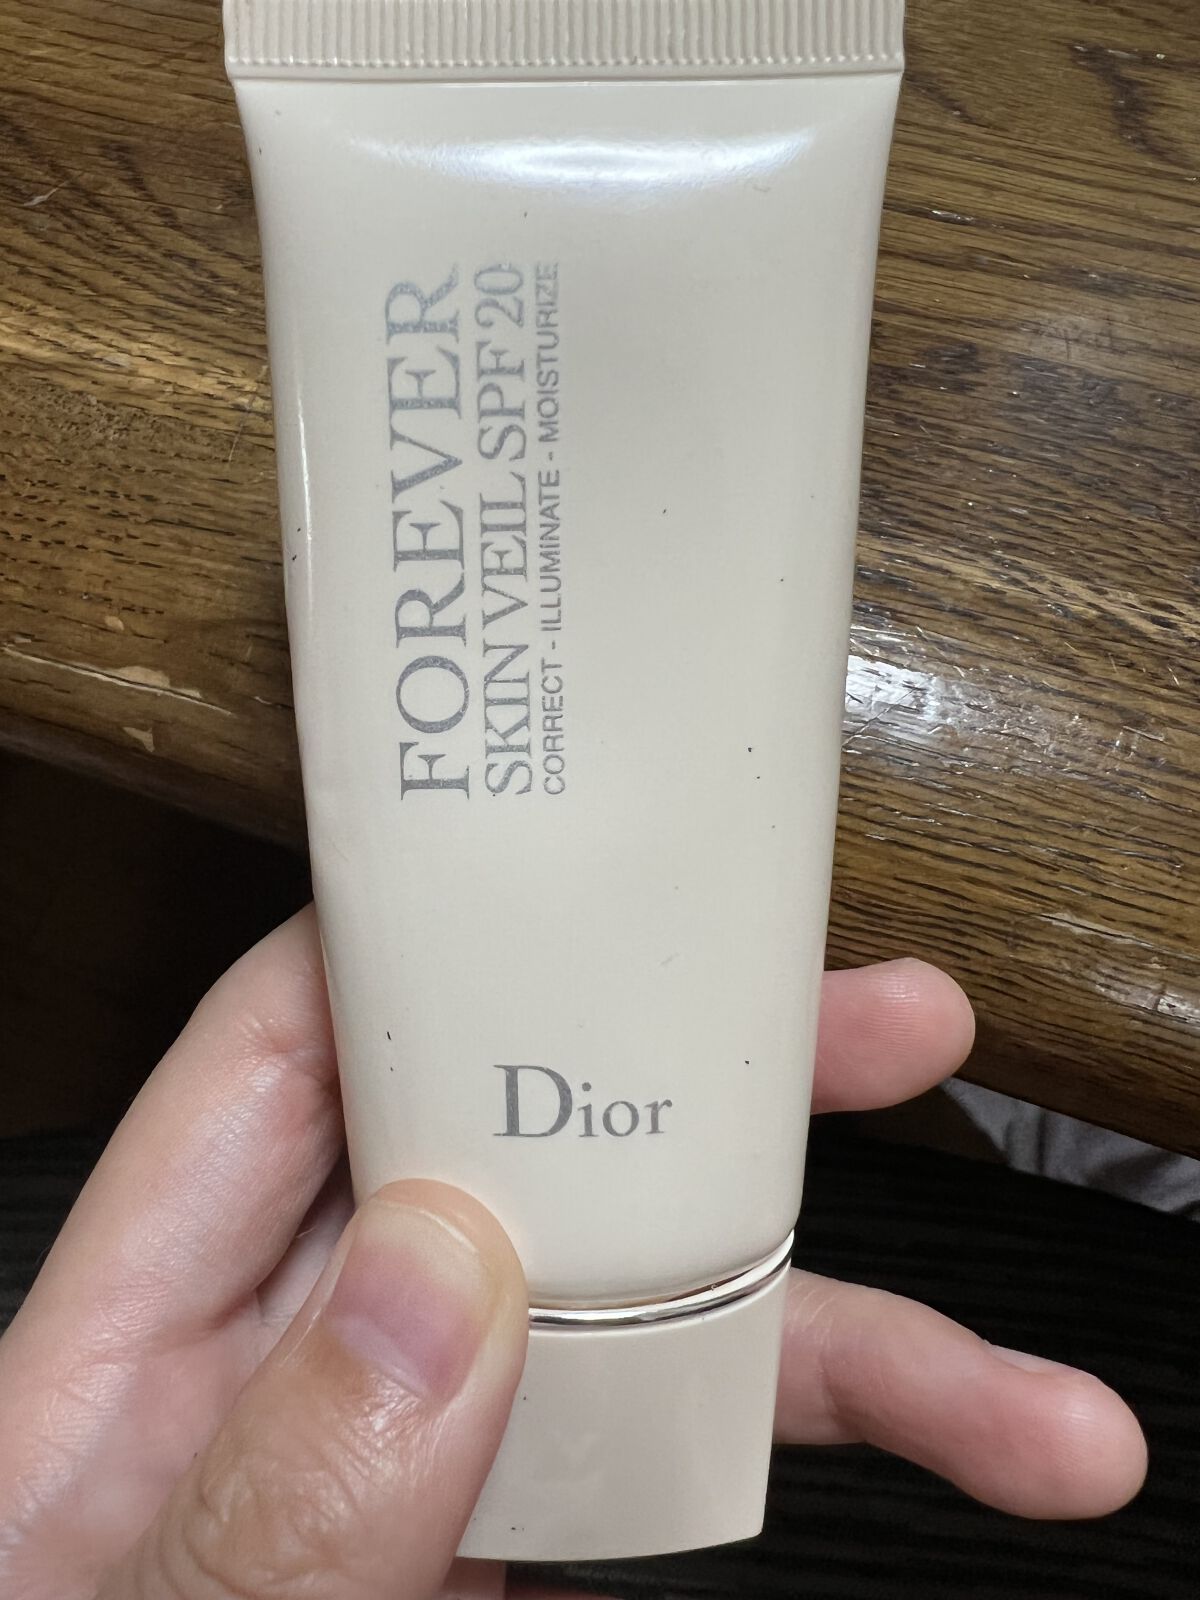 FOREVER
SKIN VEIL SPF 20
CORRECT - ILLUMINATE - MOISTURIZE
Dior